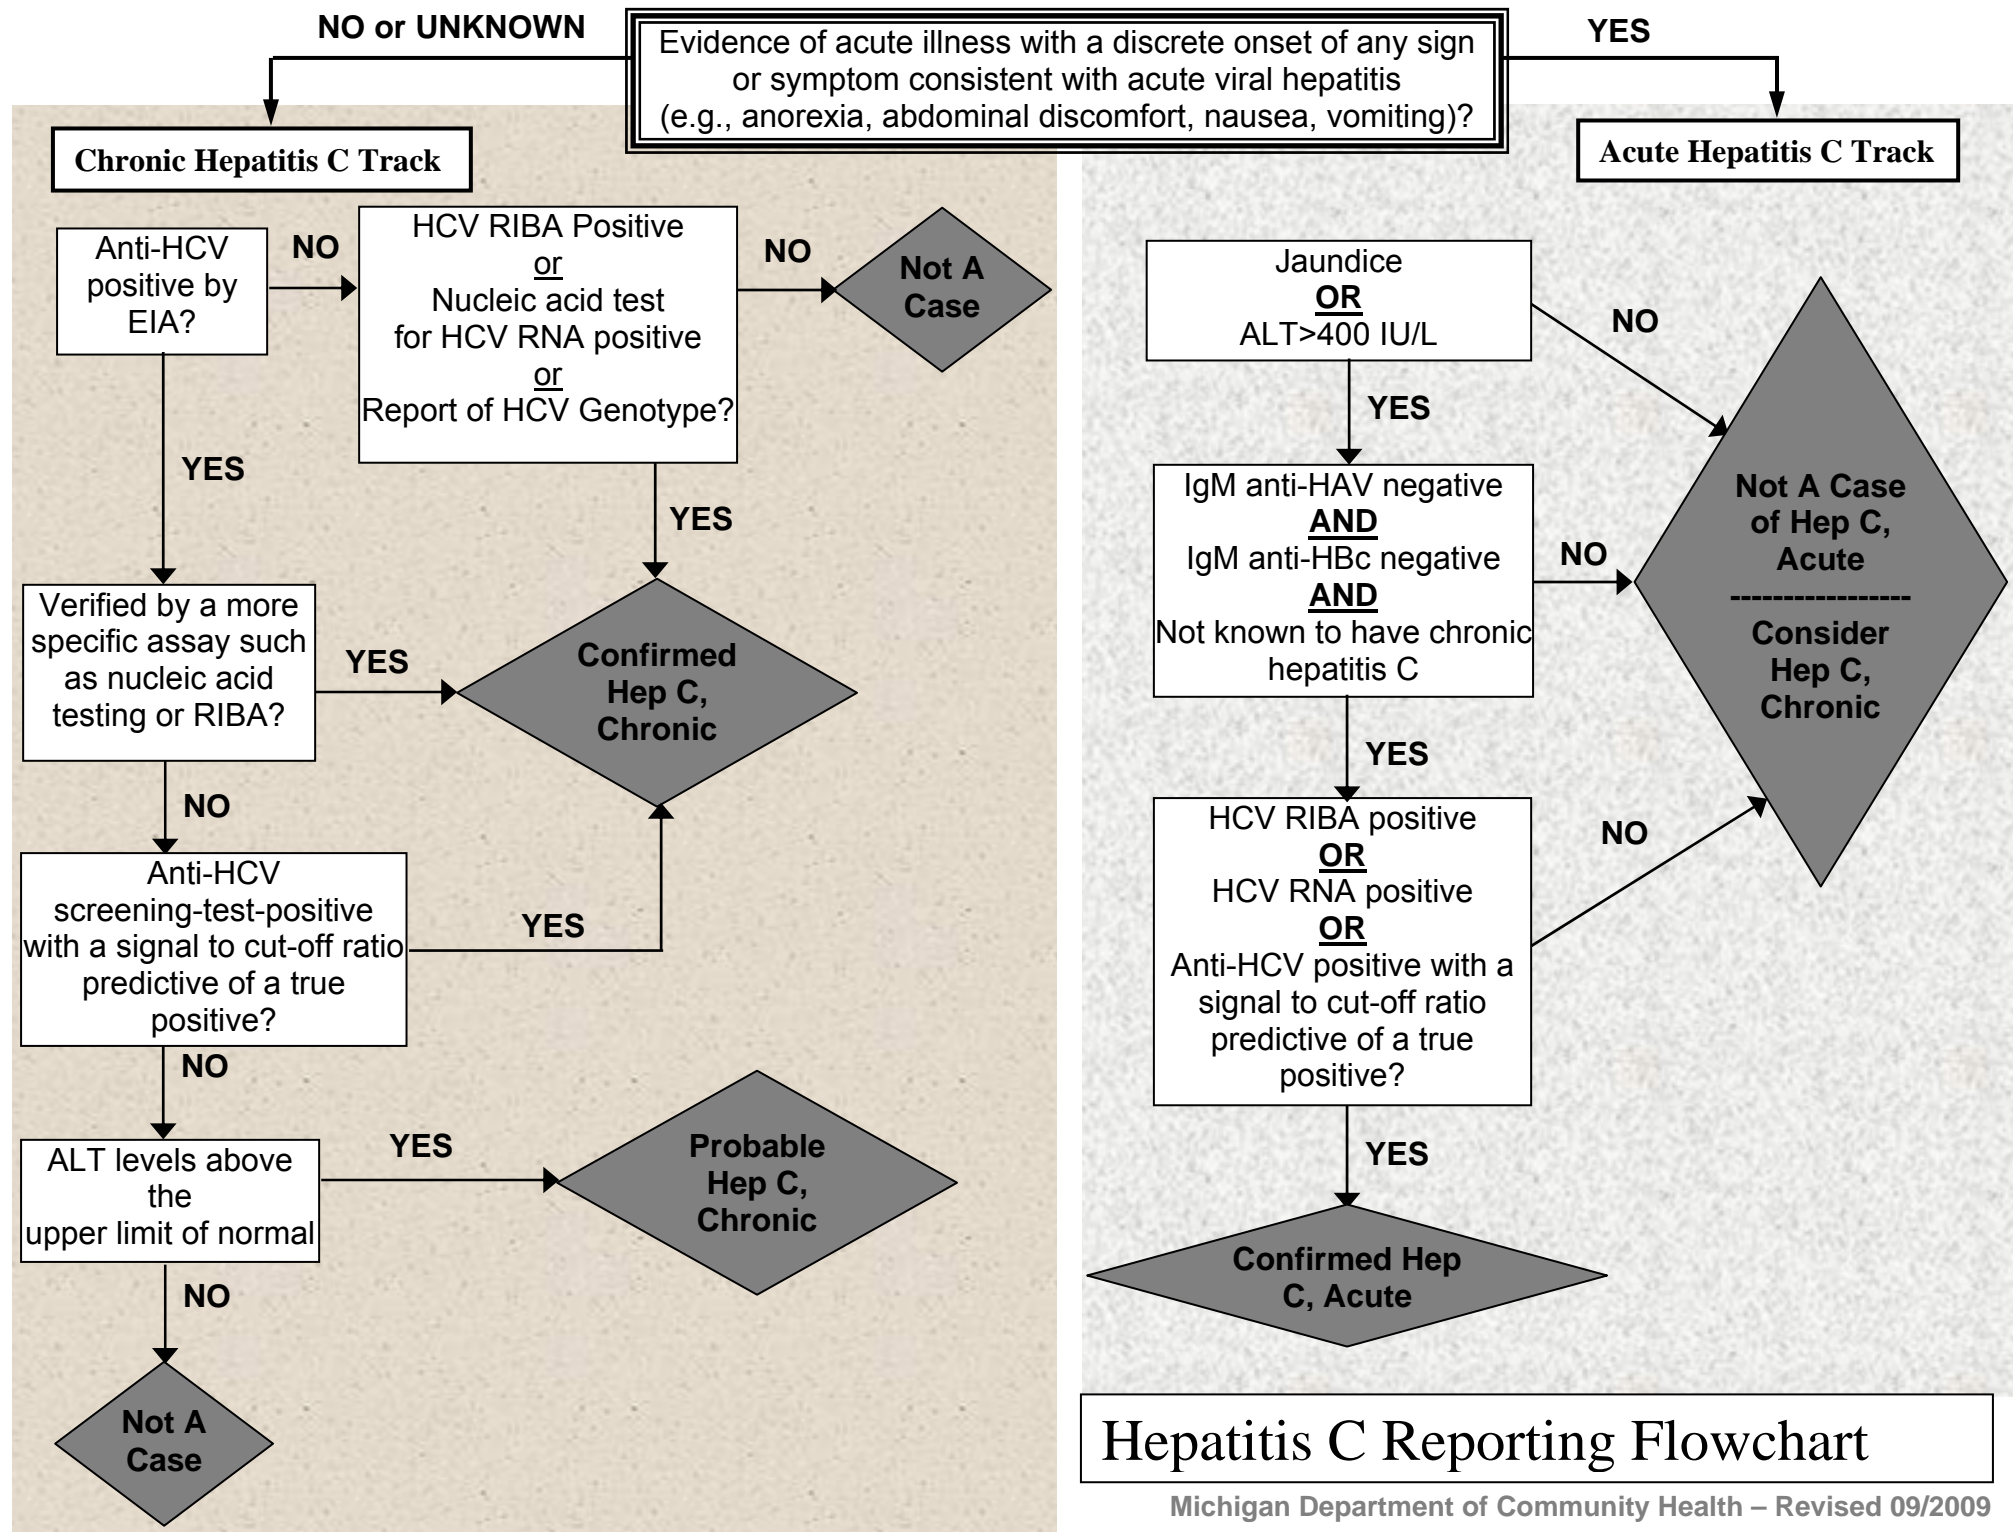 NO or UNKNOWN
Evidence of acute illness with a discrete onset of any sign
or symptom consistent with acute viral hepatitis
(e.g., anorexia, abdominal discomfort, nausea, vomiting)?
YES
Chronic Hepatitis C Track
Anti-HCV
positive by
EIA?
NO
HCV RIBA Positive
or
Nucleic acid test
for HCV RNA positive
or
Report of HCV Genotype?
NO
Not A
Case
YES
YES
Verified by a more
specific assay such
as nucleic acid
testing or RIBA?
YES
Confirmed
Hep C,
Chronic
NO
Anti-HCV
screening-test-positive
with a signal to cut-off ratio
predictive of a true
positive?
YES
NO
ALT levels above
the
upper limit of normal
YES
Probable
Hep C,
Chronic
NO
Not A
Case
Acute Hepatitis C Track
Jaundice
OR
ALT>400 IU/L
NO
YES
IgM anti-HAV negative
AND
IgM anti-HBc negative
AND
Not known to have chronic
hepatitis C
NO
Not A Case
of Hep C,
Acute
-----------------
Consider
Hep C,
Chronic
YES
HCV RIBA positive
OR
HCV RNA positive
OR
Anti-HCV positive with a
signal to cut-off ratio
predictive of a true
positive?
NO
YES
Confirmed Hep
C, Acute
Hepatitis C Reporting Flowchart
Michigan Department of Community Health – Revised 09/2009